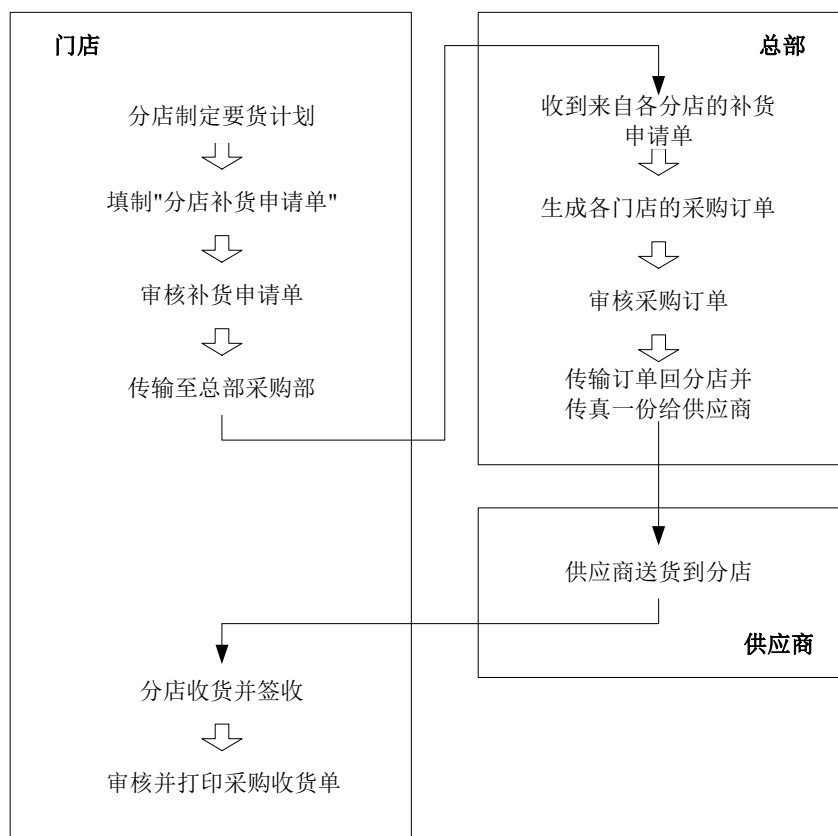 门店
分店制定要货计划
填制"分店补货申请单"
审核补货申请单
传输至总部采购部
总部
收到来自各分店的补货
申请单
生成各门店的采购订单
审核采购订单
传输订单回分店并
传真一份给供应商
供应商送货到分店
供应商
分店收货并签收
审核并打印采购收货单